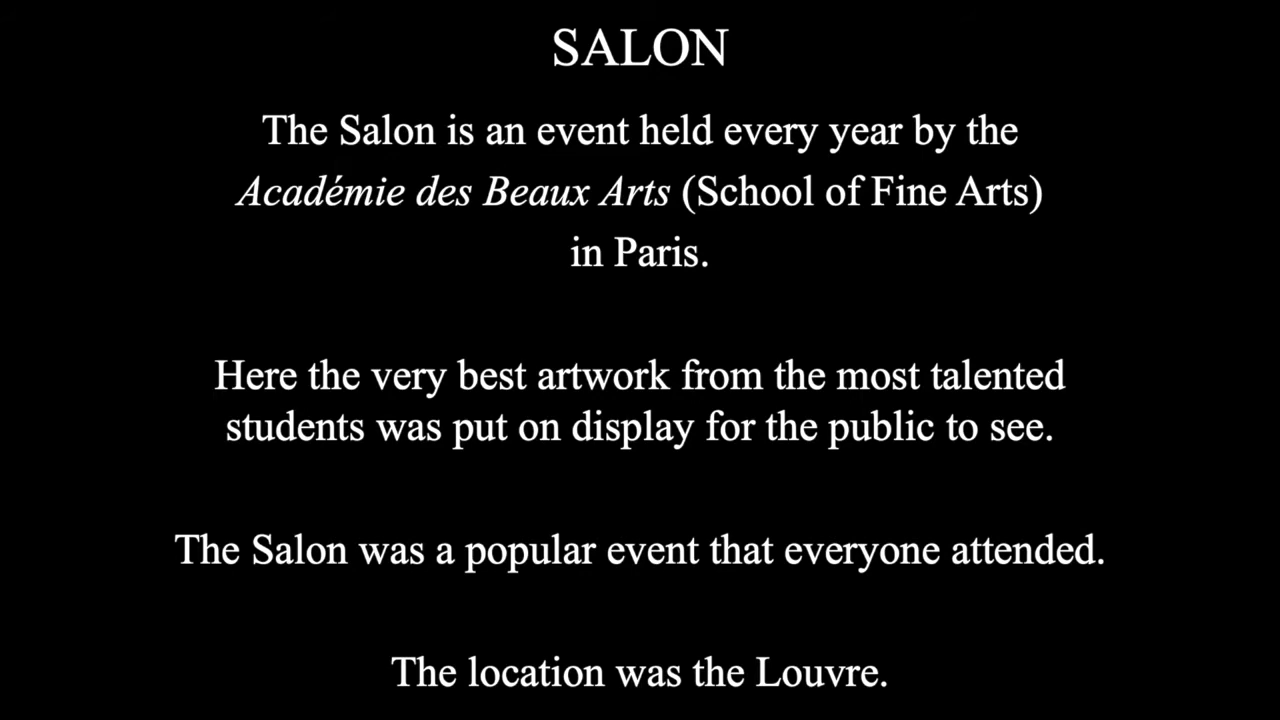 SALON
The Salon is an event held every year by the
Académie des Beaux Arts (School of Fine Arts)
in Paris.
Here the very best artwork from the most talented
students was put on display for the public to see.
The Salon was a popular event that everyone attended.
The location was the Louvre.